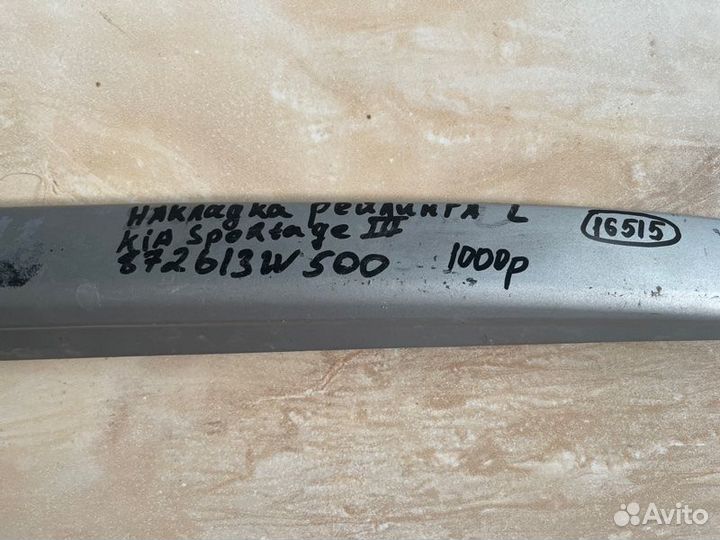 НАКЛАДКА РЕЙЛИНГА L
KIA Sportage III
872613W500 1000р
16515
Avito